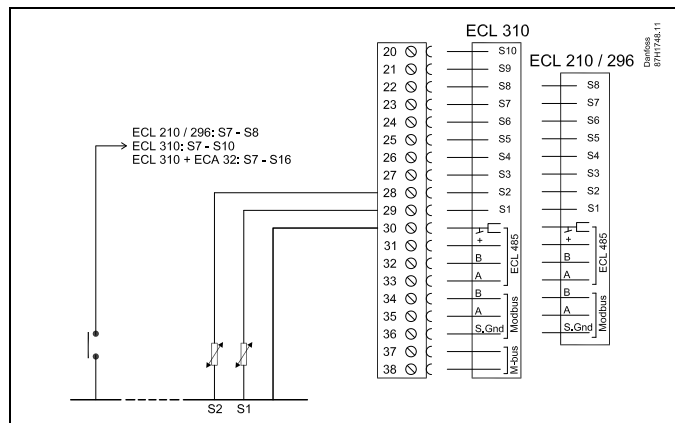 ECL 310
ECL 210 / 296
Danfoss
87H1748.11
ECL 210 / 296: S7 - S8
ECL 310: S7 - S10
ECL 310 + ECA 32: S7 - S16
20 S10
21 S9
22 S8 S8
23 S7 S7
24 S6 S6
25 S5 S5
26 S4 S4
27 S3 S3
28 S2 S2
29 S1 S1
30
31 + +
32 B B
33 A A
ECL 485
ECL 485
34 B B
35 A A
36 S.Gnd S.Gnd
Modbus
Modbus
37
38
M-bus
S2 S1